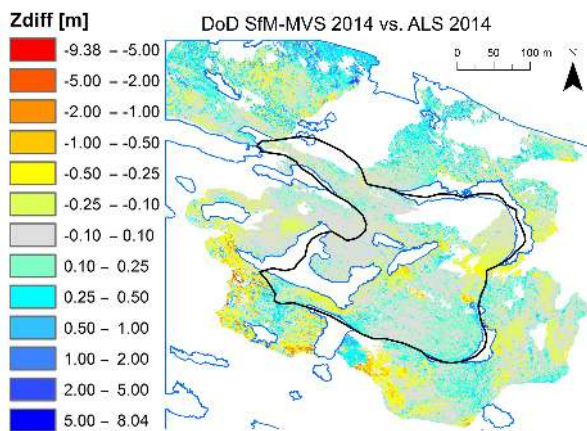 Zdiff [m]
DoD SfM-MVS 2014 vs. ALS 2014
-9.38 – -5.00
-5.00 – -2.00
-2.00 – -1.00
-1.00 – -0.50
-0.50 – -0.25
-0.25 – -0.10
-0.10 – 0.10
0.10 – 0.25
0.25 – 0.50
0.50 – 1.00
1.00 – 2.00
2.00 – 5.00
5.00 – 8.04
0 50 100 m
N